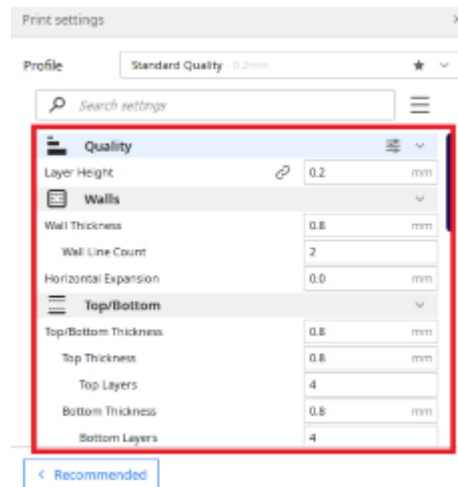 Print settings
Profile Standard Quality - 0.2mm
Search settings
Quality
Layer Height 0.2 mm
Walls
Wall Thickness 0.8 mm
Wall Line Count 2
Horizontal Expansion 0.0 mm
Top/Bottom
Top/Bottom Thickness 0.8 mm
Top Thickness 0.8 mm
Top Layers 4
Bottom Thickness 0.8 mm
Bottom Layers 4
< Recommended